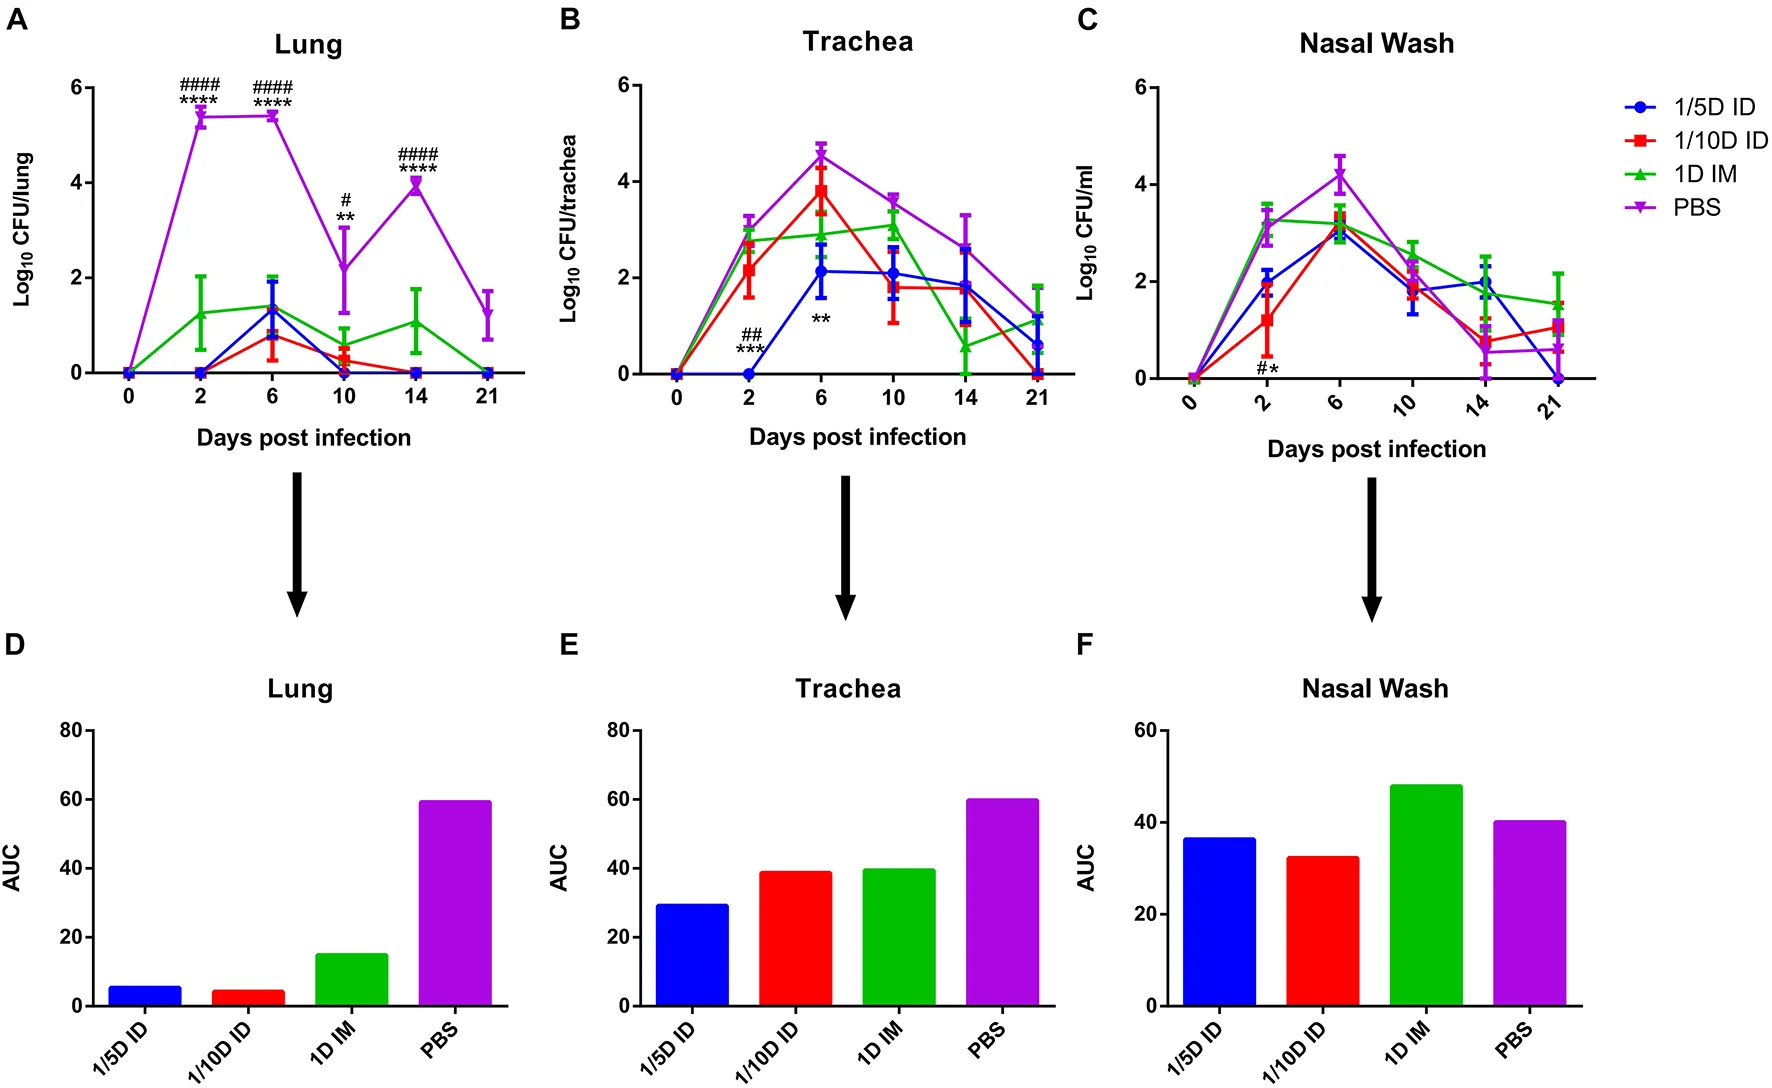 A
Lung
6
4
2
0
Log10 CFU/lung
####
****
####
****
#
**
####
****
0 2 6 10 14 21
Days post infection
B
Trachea
6
4
2
0
Log10 CFU/trachea
##
***
**
0 2 6 10 14 21
Days post infection
C
Nasal Wash
6
4
2
0
Log10 CFU/ml
#*
0 2 6 10 14 21
Days post infection
1/5D ID
1/10D ID
1D IM
PBS
D
Lung
80
60
40
20
0
AUC
1/5D ID 1/10D ID 1D IM PBS
E
Trachea
80
60
40
20
0
AUC
1/5D ID 1/10D ID 1D IM PBS
F
Nasal Wash
60
40
20
0
AUC
1/5D ID 1/10D ID 1D IM PBS